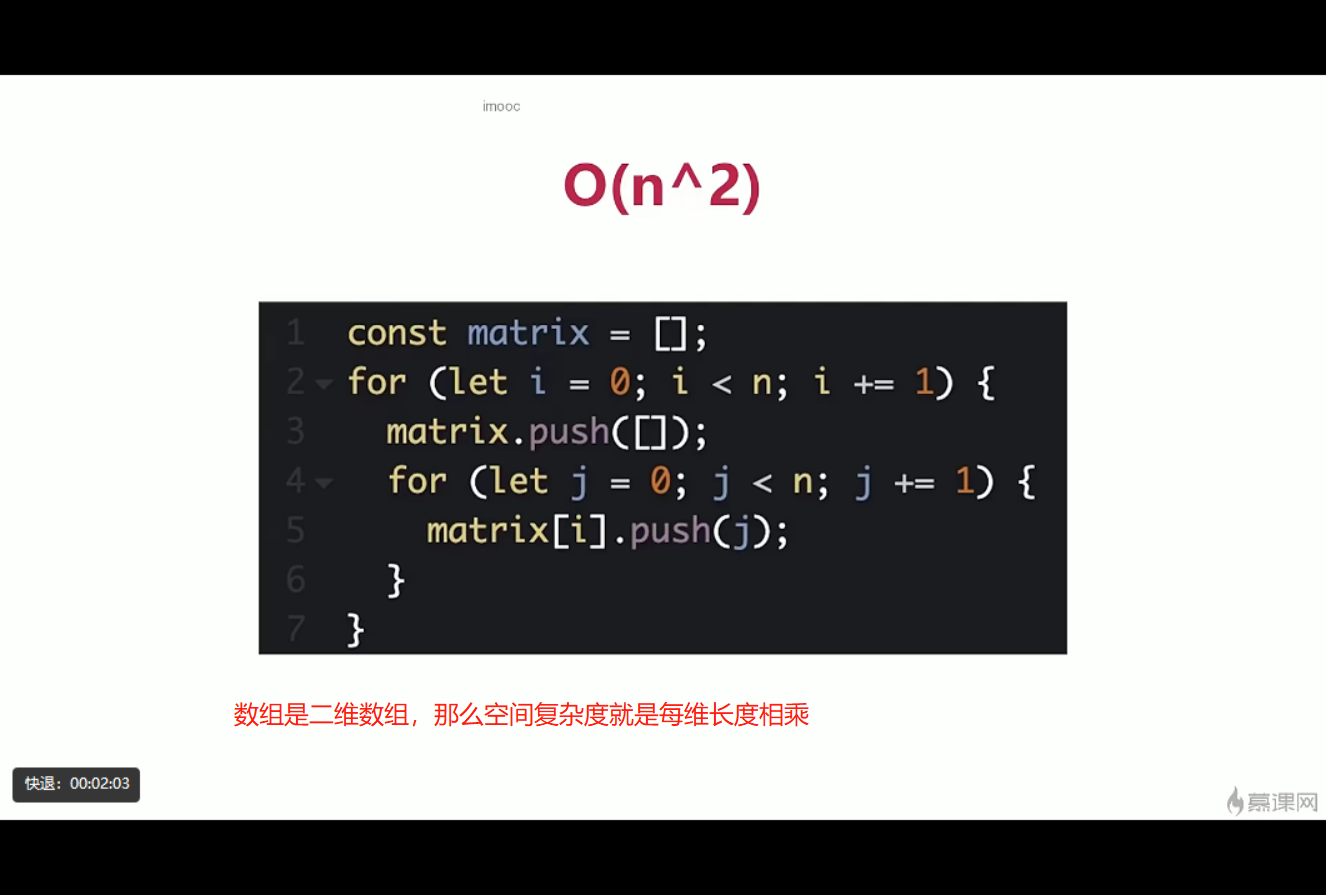 imooc
O(n^2)
1 const matrix = [];
2 for (let i = 0; i < n; i += 1) {
3 matrix.push([]);
4 for (let j = 0; j < n; j += 1) {
5 matrix[i].push(j);
6 }
7 }
数组是二维数组，那么空间复杂度就是每维长度相乘
快退：00:02:03
慕课网